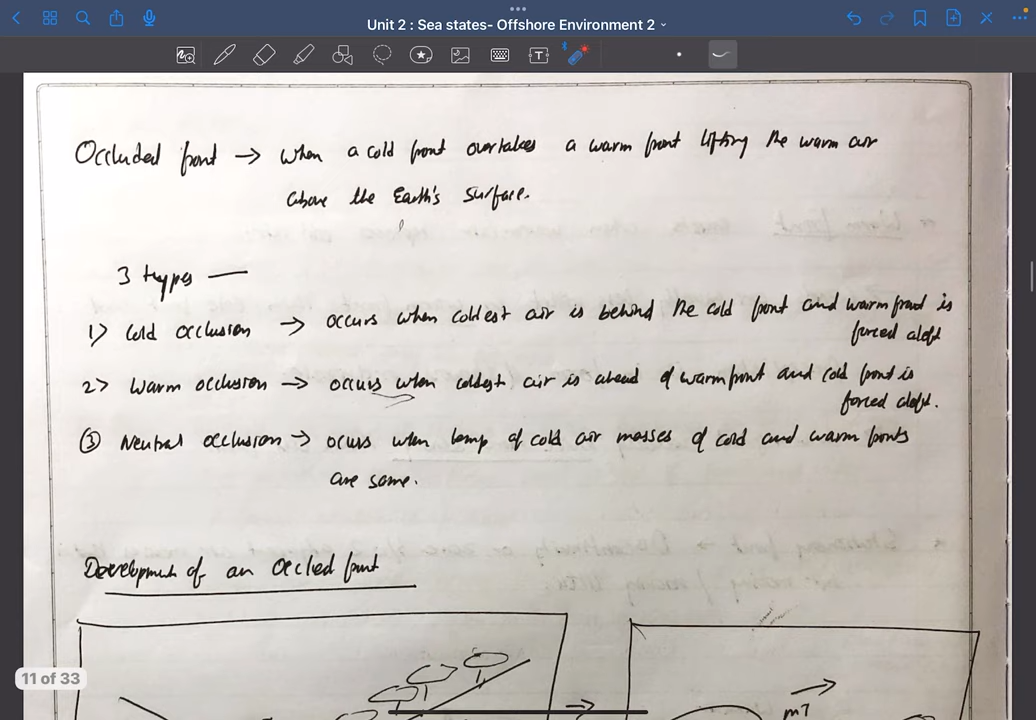 Unit 2 : Sea states- Offshore Environment 2
Occluded front → when a cold front overtakes a warm front lifting the warm air
above the Earth's surface.
3 types —
1) Cold occlusion → occurs when coldest air is behind the cold front and warm front is
forced aloft
2) Warm occlusion → occurs when coldest air is ahead of warm front and cold front is
forced aloft.
③ Neutral occlusion → ocurs when temp of cold air masses of cold and warm fronts
are same.
Development of an Occled front
mT
11 of 33